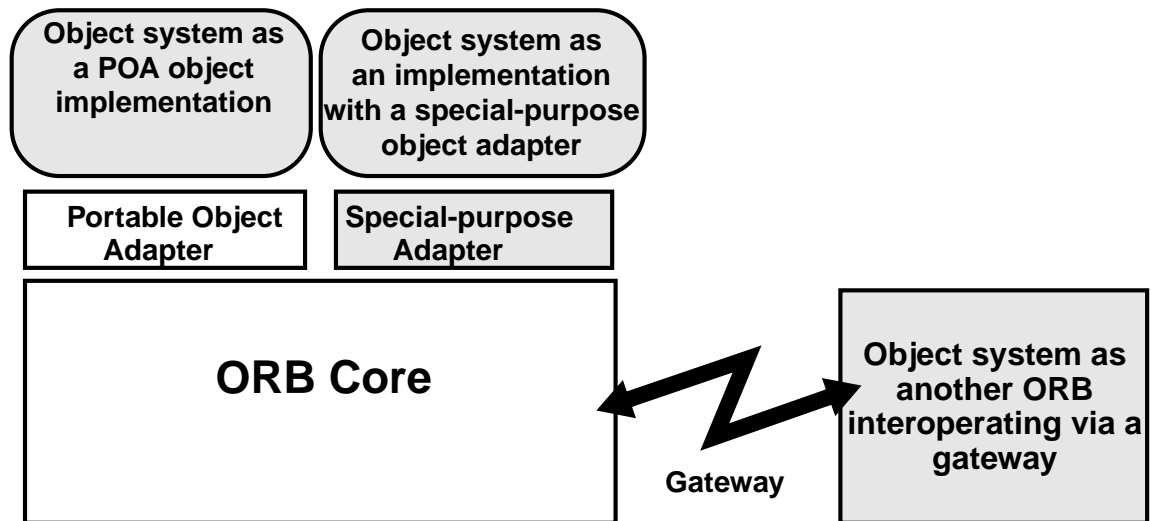 Object system as
a POA object
implementation
Object system as
an implementation
with a special-purpose
object adapter
Portable Object
Adapter
Special-purpose
Adapter
ORB Core
Object system as
another ORB
interoperating via a
gateway
Gateway